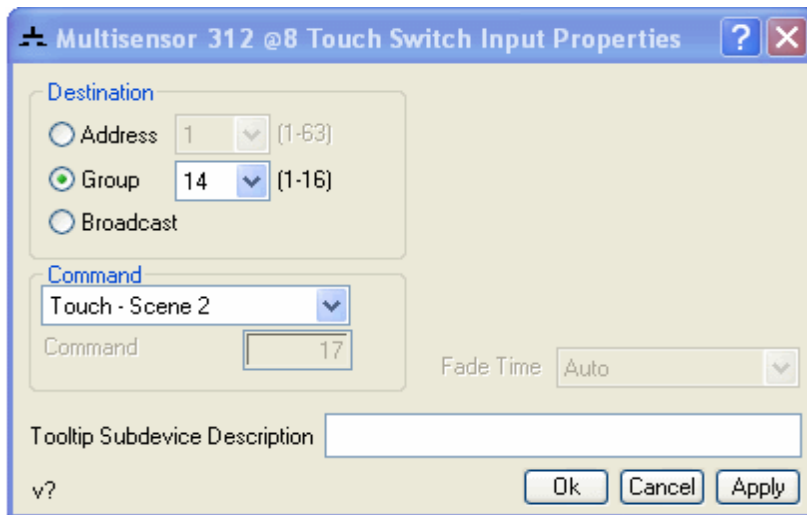 Multisensor 312 @8 Touch Switch Input Properties
?
Destination
Address 1 (1-63)
Group 14 (1-16)
Broadcast
Command
Touch - Scene 2
Command 17
Fade Time Auto
Tooltip Subdevice Description
v?
Ok Cancel Apply